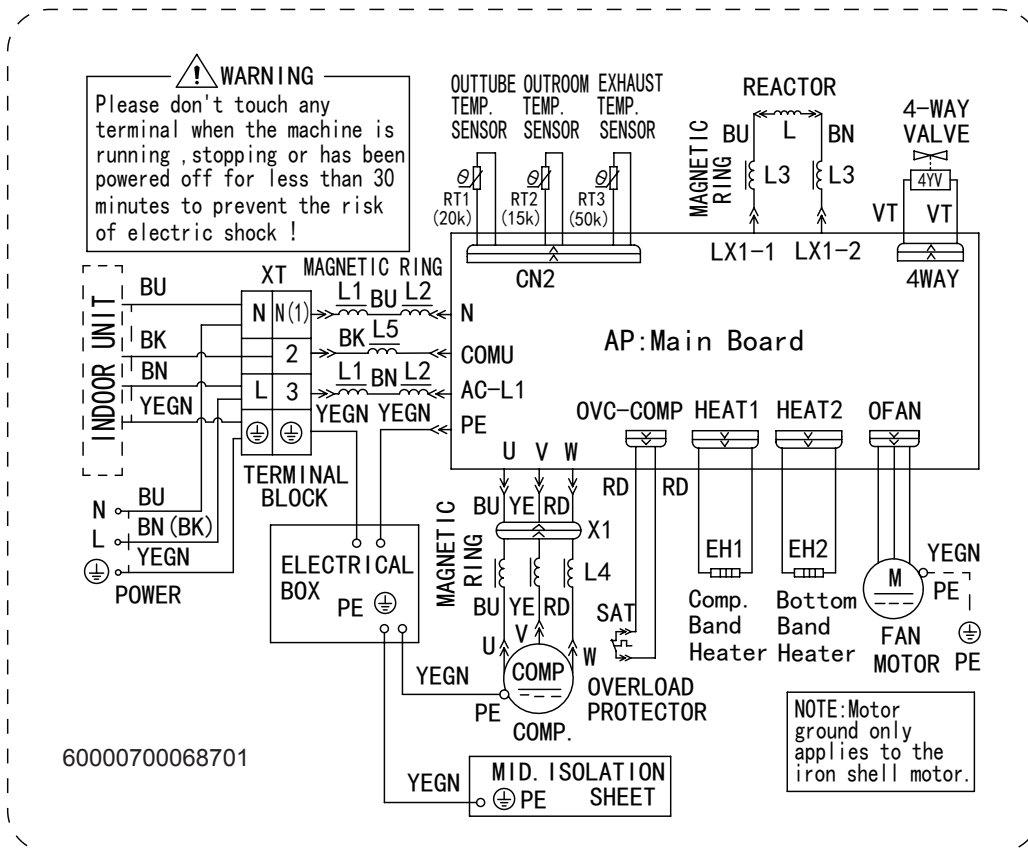 WARNING
Please don't touch any
terminal when the machine is
running ,stopping or has been
powered off for less than 30
minutes to prevent the risk
of electric shock !
OUTTUBE OUTROOM EXHAUST
TEMP. TEMP. TEMP.
SENSOR SENSOR SENSOR
RT1 RT2 RT3
(20k) (15k) (50k)
CN2
REACTOR
MAGNETIC RING
BU L BN
L3 L3
LX1-1 LX1-2
4-WAY
VALVE
4YV
VT VT
4WAY
AP:Main Board
INDOOR UNIT
BU
BK
BN
YEGN
XT
N N(1)
2
L 3
TERMINAL
BLOCK
MAGNETIC RING
L1 BU L2
N
BK L5
COMU
L1 BN L2
AC-L1
YEGN YEGN
PE
N BU
L BN(BK)
YEGN
POWER
ELECTRICAL
BOX
PE
U V W
BU YE RD
X1
MAGNETIC RING
L4
BU YE RD
U V W
COMP
YEGN
PE
COMP.
OVC-COMP HEAT1 HEAT2 OFAN
RD RD
SAT
OVERLOAD
PROTECTOR
EH1
Comp.
Band
Heater
EH2
Bottom
Band
Heater
M
YEGN
PE
FAN
MOTOR
PE
NOTE:Motor
ground only
applies to the
iron shell motor.
YEGN
MID. ISOLATION
SHEET
PE
60000700068701